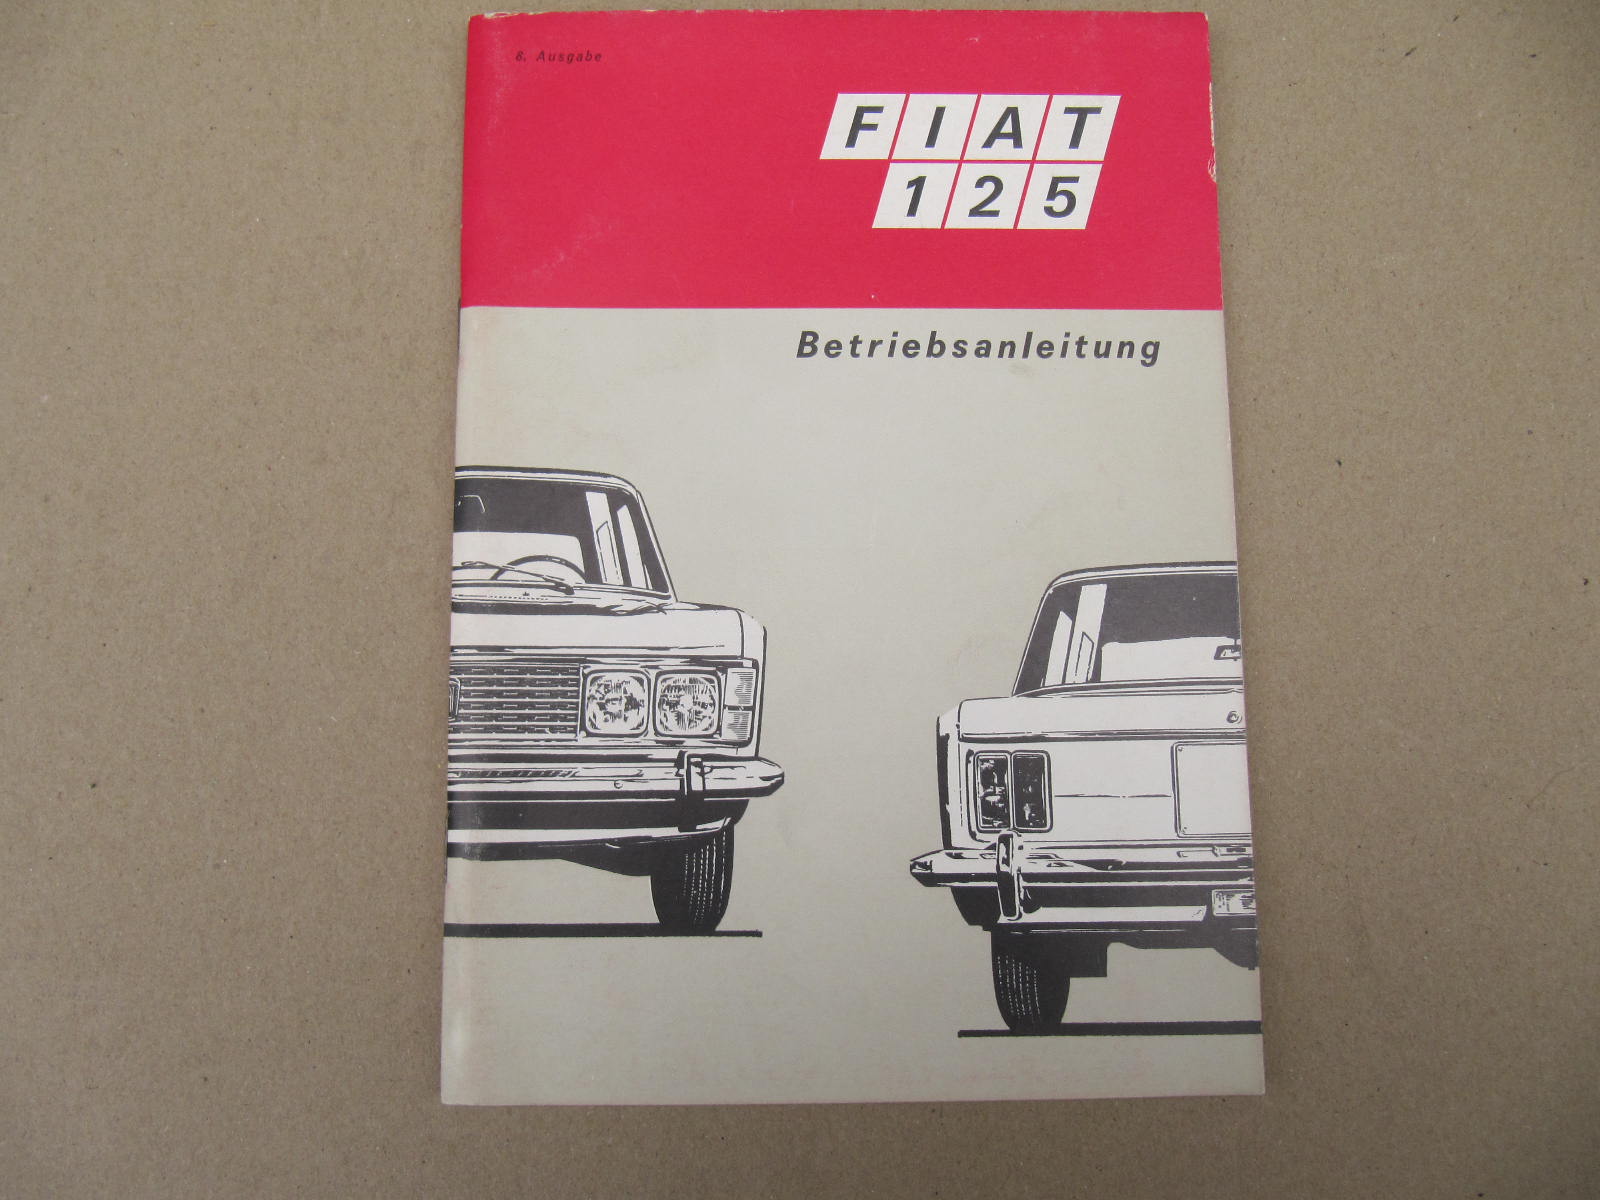 8. Ausgabe
FIAT
125
Betriebsanleitung